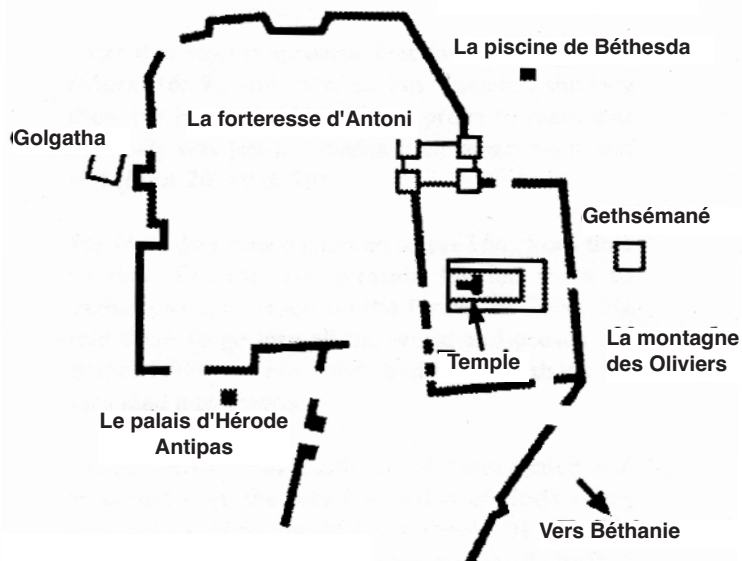 La piscine de Béthesda
La forteresse d'Antoni
Golgatha
Gethsémané
La montagne
des Oliviers
Temple
Le palais d'Hérode
Antipas
Vers Béthanie